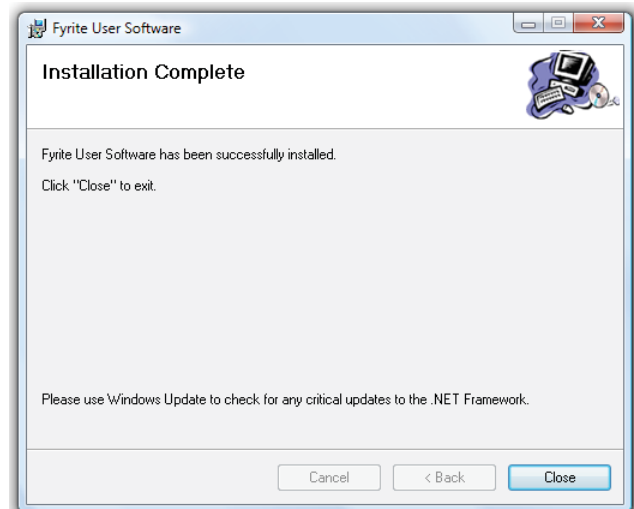 Fyrite User Software
Installation Complete
Fyrite User Software has been successfully installed.
Click "Close" to exit.
Please use Windows Update to check for any critical updates to the .NET Framework.
Cancel
< Back
Close